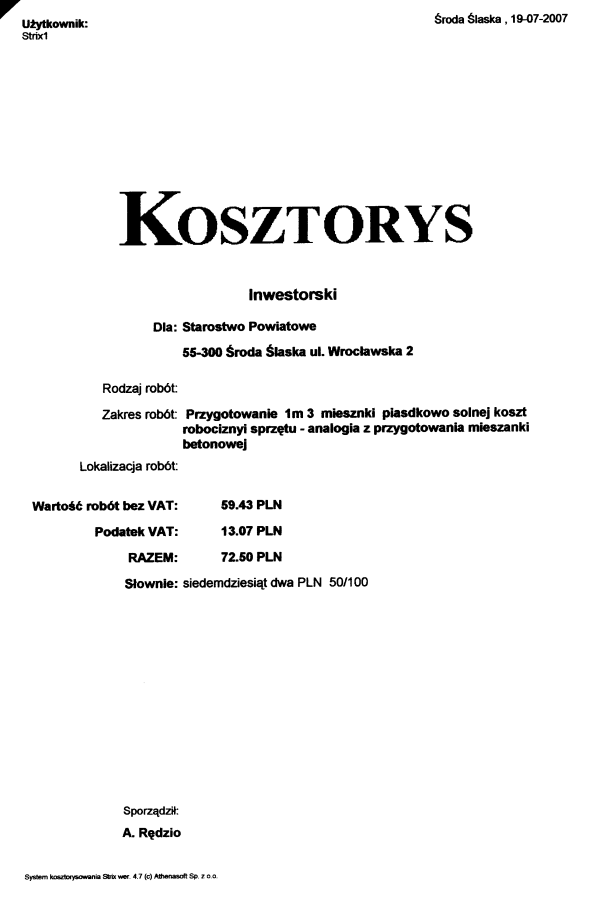 Użytkownik:
Strix1
Środa Ślaska , 19-07-2007
KOSZTORYS
Inwestorski
Dla: Starostwo Powiatowe
55-300 Środa Ślaska ul. Wrocławska 2
Rodzaj robót:
Zakres robót: Przygotowanie 1m 3 miesznki piasdkowo solnej koszt
robociznyi sprzętu - analogia z przygotowania mieszanki
betonowej
Lokalizacja robót:
Wartość robót bez VAT: 59.43 PLN
Podatek VAT: 13.07 PLN
RAZEM: 72.50 PLN
Słownie: siedemdziesiąt dwa PLN 50/100
Sporządził:
A. Rędzio
System kosztorysowania Strix wer. 4.7 (c) Athenasoft Sp. z o.o.